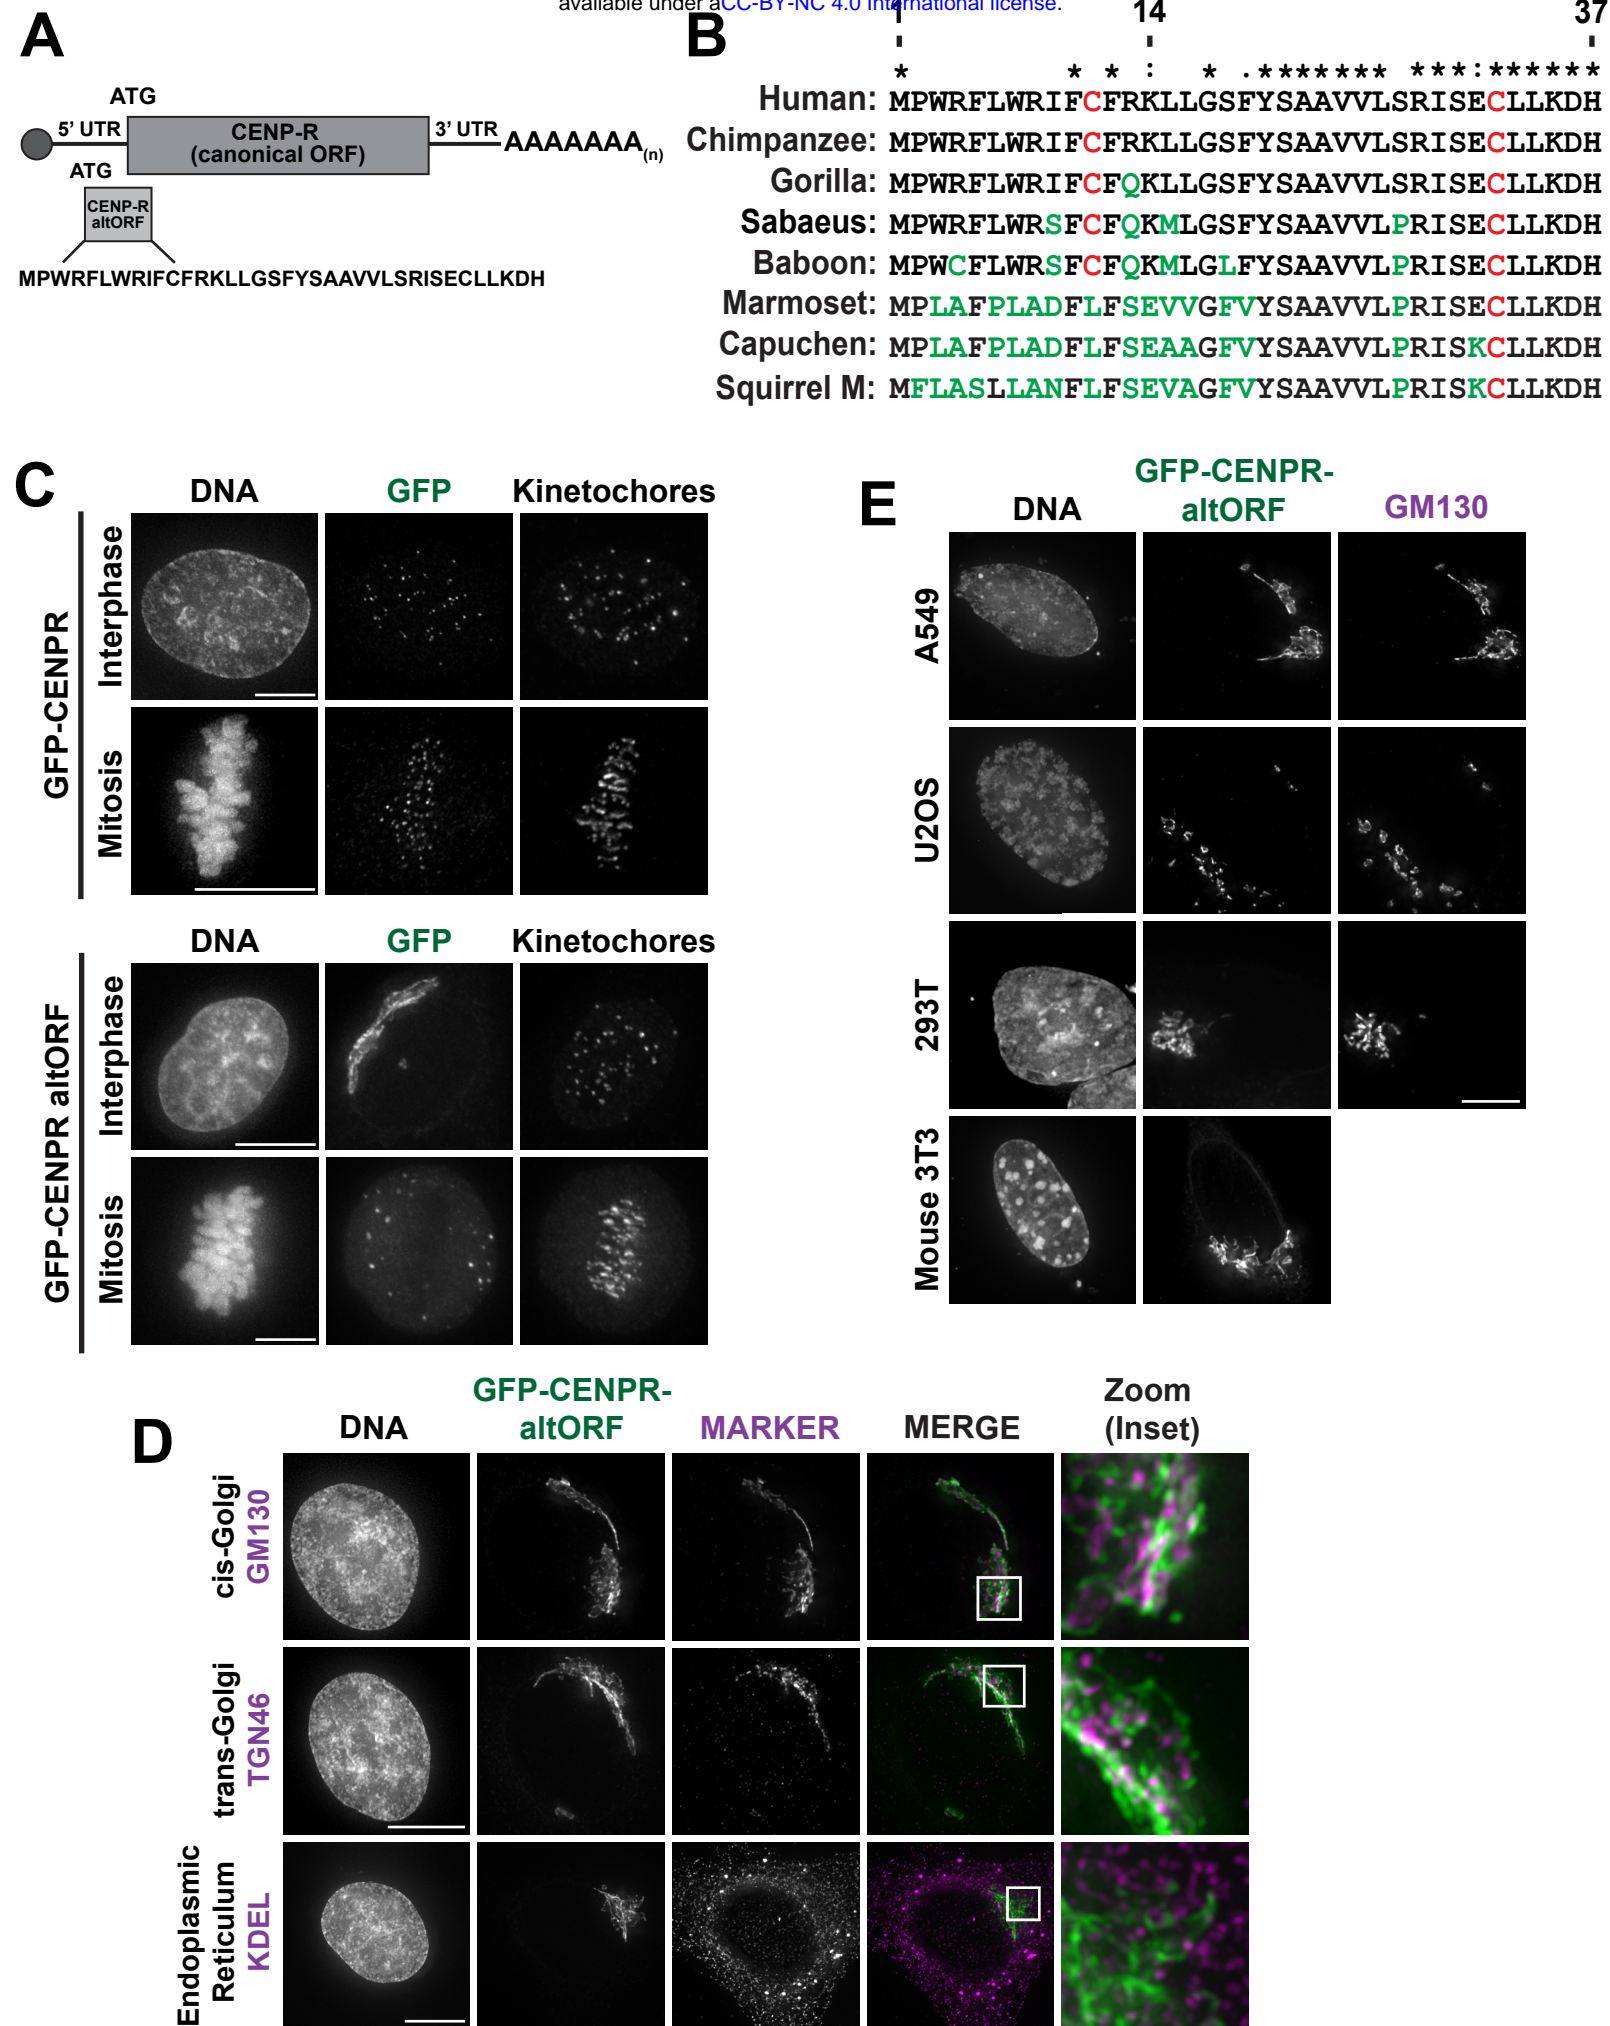 available under aCC-BY-NC 4.0 International license.
A
ATG
5' UTR
CENP-R
(canonical ORF)
3' UTR
AAAAAAA(n)
ATG
CENP-R
altORF
MPWRFLWRIFCFRKLLGSFYSAAVVLSRISECLLKDH
B
1 14 37
* * * : * . ******* ***:******
Human: MPWRFLWRIFCFRKLLGSFYSAAVVLSRISECLLKDH
Chimpanzee: MPWRFLWRIFCFRKLLGSFYSAAVVLSRISECLLKDH
Gorilla: MPWRFLWRIFCFQKLLGSFYSAAVVLSRISECLLKDH
Sabaeus: MPWRFLWRSFCFQKMLGSFYSAAVVLPRISECLLKDH
Baboon: MPWCFLWRSFCFQKMLGLFYSAAVVLPRISECLLKDH
Marmoset: MPLAFPLADFLFSEVVGFVYSAAVVLPRISECLLKDH
Capuchen: MPLAFPLADFLFSEAAGFVYSAAVVLPRISKCLLKDH
Squirrel M: MFLASLLANFLFSEVAGFVYSAAVVLPRISKCLLKDH
C
DNA GFP Kinetochores
GFP-CENPR
Interphase
Mitosis
DNA GFP Kinetochores
GFP-CENPR altORF
Interphase
Mitosis
E
DNA
GFP-CENPR-
altORF
GM130
A549
U2OS
293T
Mouse 3T3
D
DNA
GFP-CENPR-
altORF
MARKER
MERGE
Zoom
(Inset)
cis-Golgi
GM130
trans-Golgi
TGN46
Endoplasmic
Reticulum
KDEL